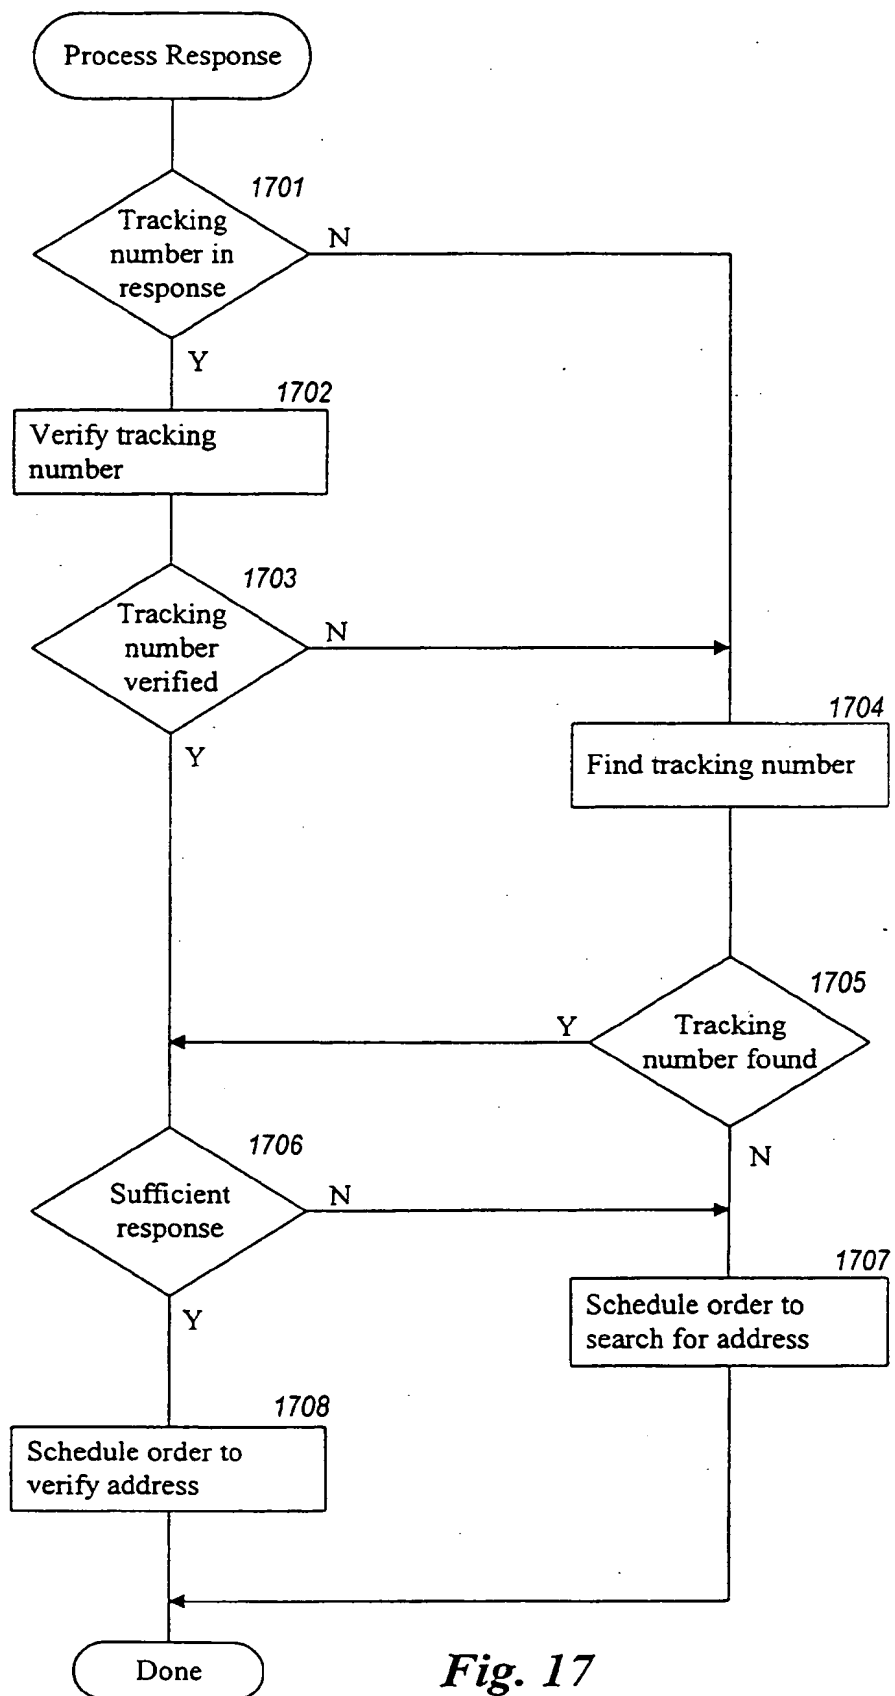 Process Response
1701
Tracking
number in
response
N
Y
1702
Verify tracking
number
1703
Tracking
number
verified
N
Y
1704
Find tracking number
1705
Tracking
number found
Y
N
1706
Sufficient
response
N
Y
1707
Schedule order to
search for address
1708
Schedule order to
verify address
Done
Fig. 17